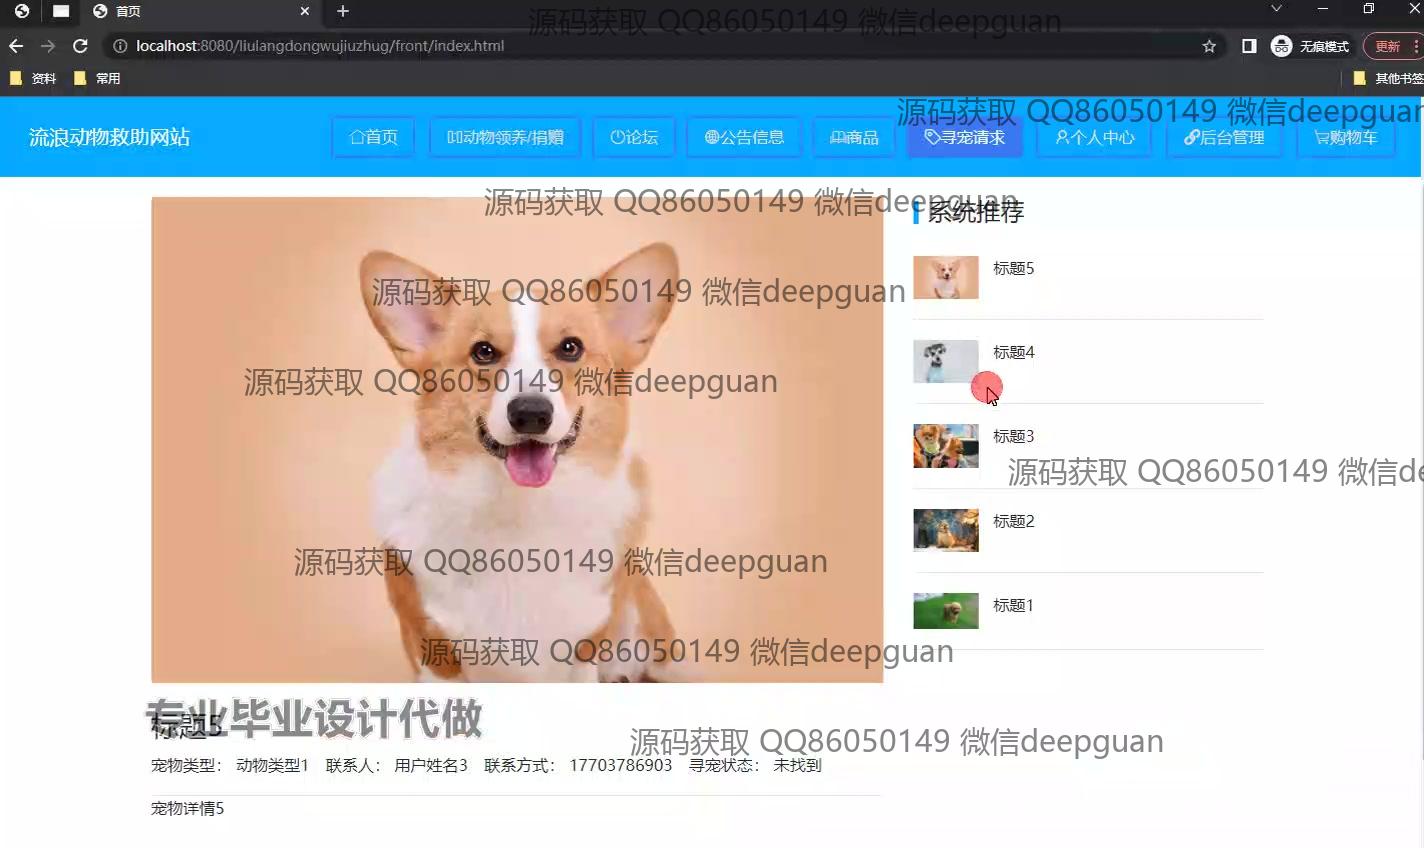 首页
源码获取 QQ86050149 微信deepguan
localhost:8080/liulangdongwujiuzhug/front/index.html
无痕模式
更新
资料
常用
其他书签
源码获取 QQ86050149 微信deepguan
流浪动物救助网站
首页
动物领养/捐赠
论坛
公告信息
商品
寻宠请求
个人中心
后台管理
购物车
源码获取 QQ86050149 微信deepguan
系统推荐
标题5
源码获取 QQ86050149 微信deepguan
标题4
源码获取 QQ86050149 微信deepguan
标题3
源码获取 QQ86050149 微信de
标题2
源码获取 QQ86050149 微信deepguan
标题1
源码获取 QQ86050149 微信deepguan
专业毕业设计代做
标题5
源码获取 QQ86050149 微信deepguan
宠物类型： 动物类型1 联系人： 用户姓名3 联系方式： 17703786903 寻宠状态： 未找到
宠物详情5